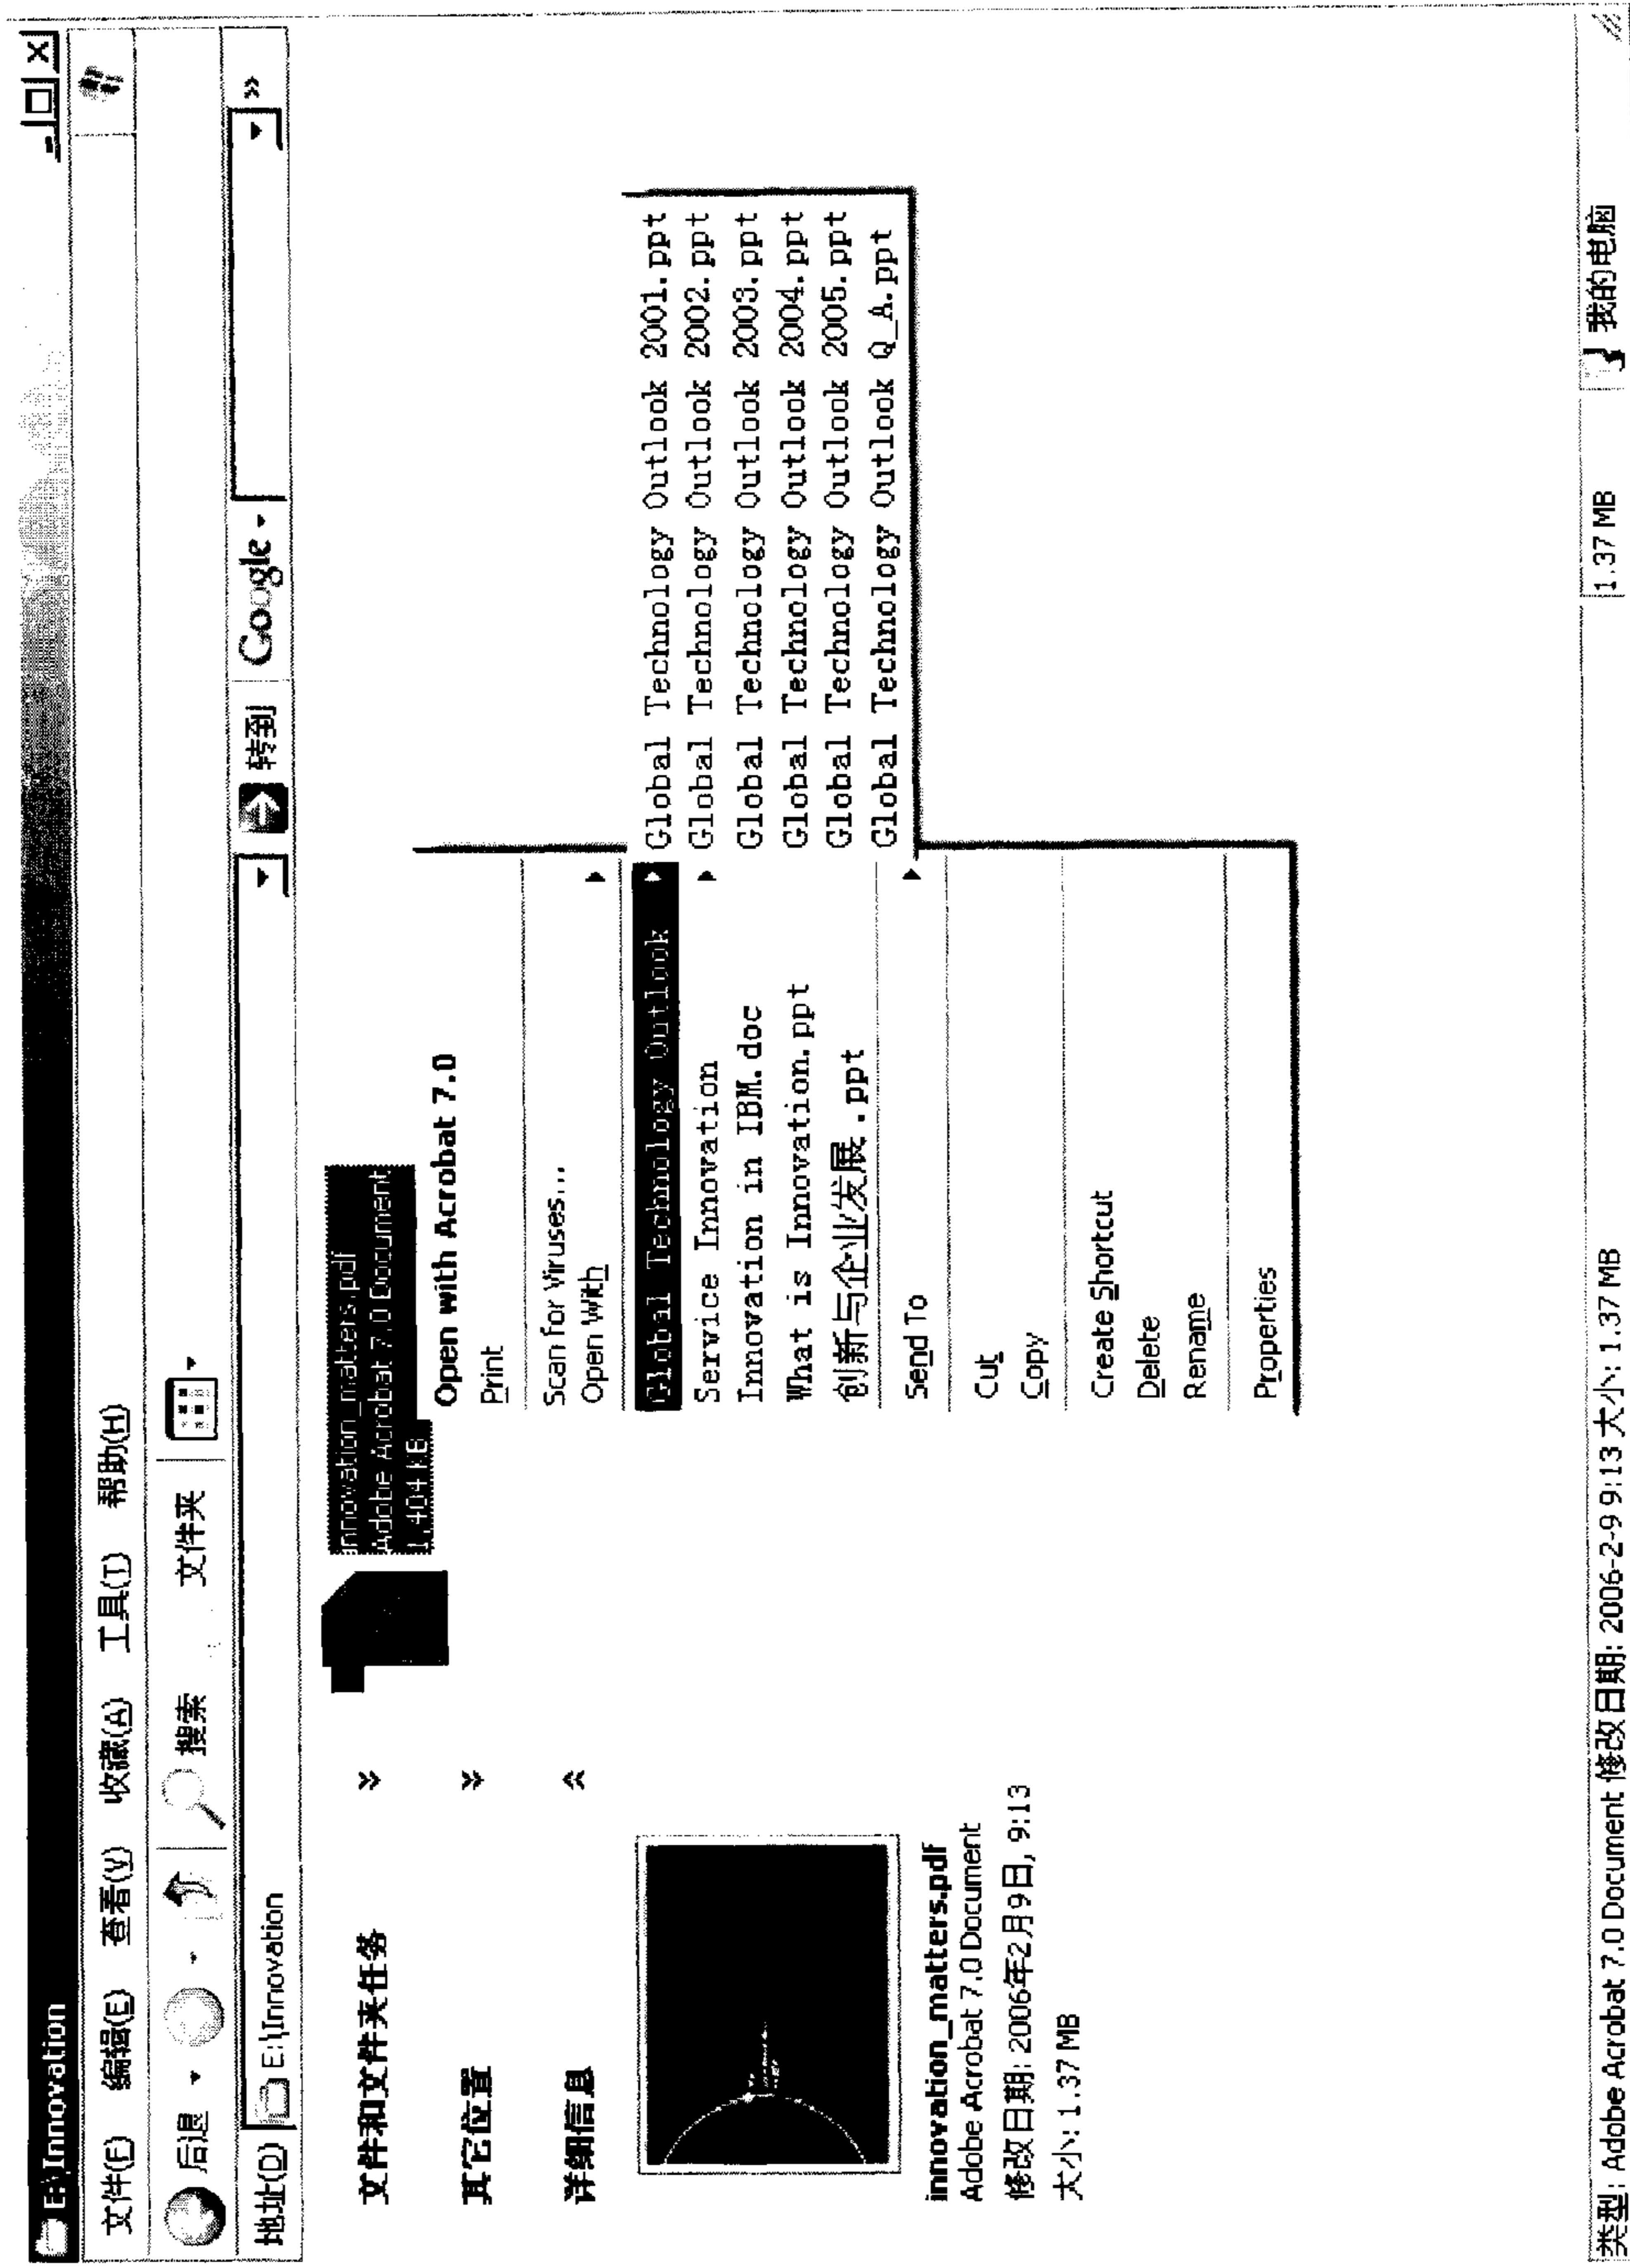 E:\Innovation
文件(F) 编辑(E) 查看(V) 收藏(A) 工具(T) 帮助(H)
后退 搜索 文件夹
地址(D) E:\Innovation 转到 Google
文件和文件夹任务
其它位置
详细信息
innovation_matters.pdf
Adobe Acrobat 7.0 Document
修改日期: 2006年2月9日, 9:13
大小: 1.37 MB
innovation_matters.pdf
Adobe Acrobat 7.0 Document
1,404 KB
Open with Acrobat 7.0
Print
Scan for Viruses...
Open With
Global Technology Outlook
Service Innovation
Innovation in IBM.doc
What is Innovation.ppt
创新与企业发展.ppt
Send To
Cut
Copy
Create Shortcut
Delete
Rename
Properties
Global Technology Outlook 2001.ppt
Global Technology Outlook 2002.ppt
Global Technology Outlook 2003.ppt
Global Technology Outlook 2004.ppt
Global Technology Outlook 2005.ppt
Global Technology Outlook Q_A.ppt
类型: Adobe Acrobat 7.0 Document 修改日期: 2006-2-9 9:13 大小: 1.37 MB 1.37 MB 我的电脑